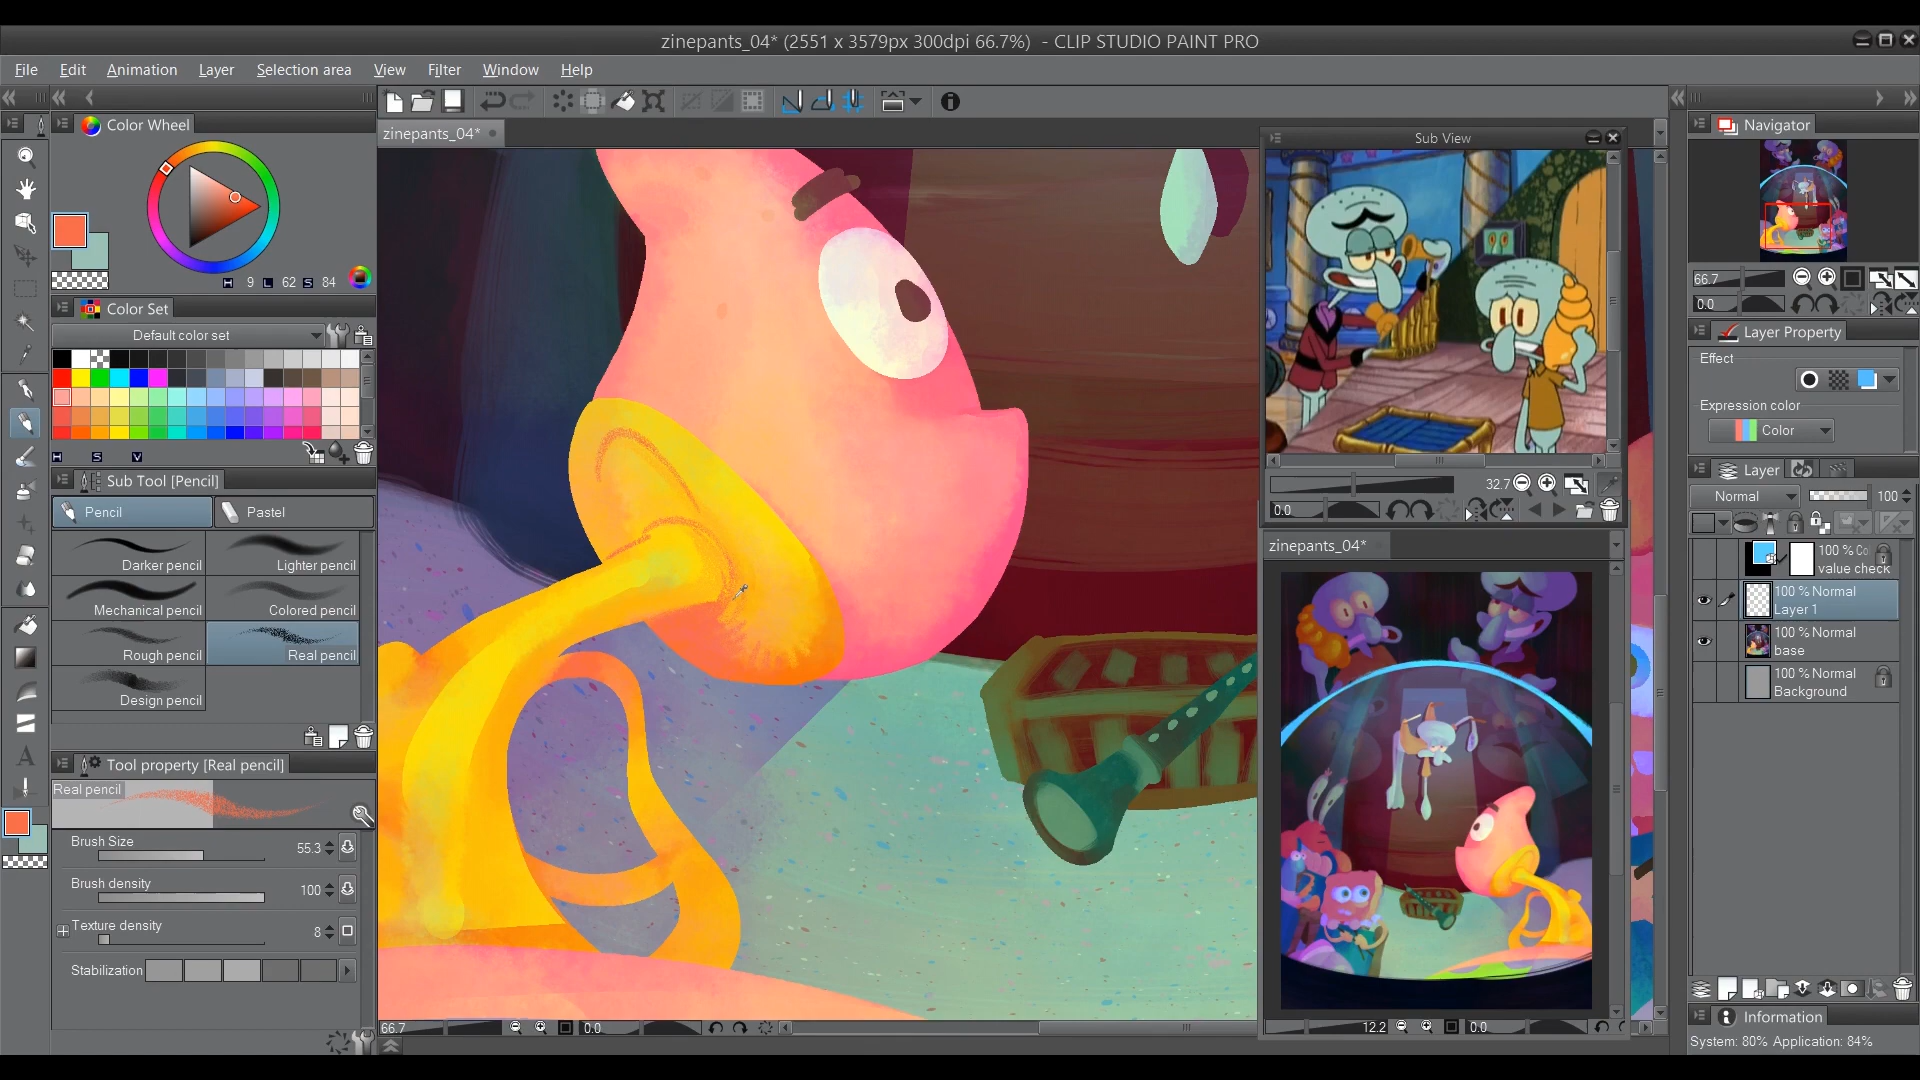 zinepants_04* (2551 x 3579px 300dpi 66.7%) - CLIP STUDIO PAINT PRO
File Edit Animation Layer Selection area View Filter Window Help
Color Wheel
H 9 L 62 S 84
Color Set
Default color set
H S V
Sub Tool [Pencil]
Pencil Pastel
Darker pencil Lighter pencil
Mechanical pencil Colored pencil
Rough pencil Real pencil
Design pencil
Tool property [Real pencil]
Real pencil
Brush Size 55.3
Brush density 100
Texture density 8
Stabilization
zinepants_04*
66.7 0.0
Sub View
32.7
0.0
zinepants_04*
12.2 0.0
Navigator
66.7
0.0
Layer Property
Effect
Expression color
Color
Layer
Normal 100
100 % Co
value check
100 % Normal
Layer 1
100 % Normal
base
100 % Normal
Background
Information
System: 80% Application: 84%